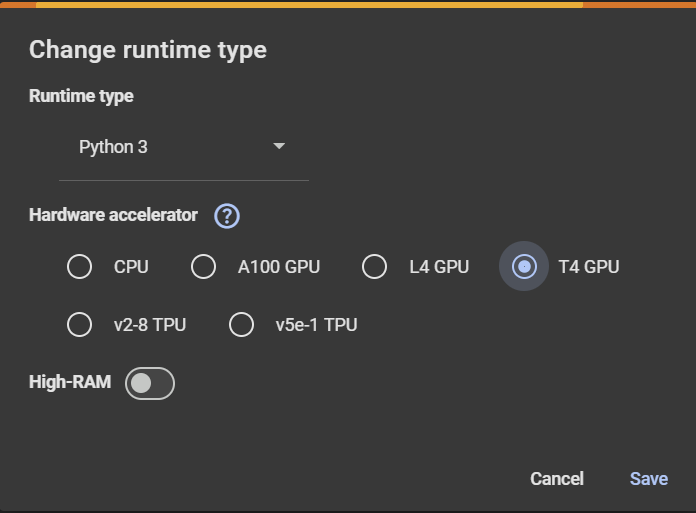 Change runtime type
Runtime type
Python 3
Hardware accelerator ?
CPU A100 GPU L4 GPU T4 GPU
v2-8 TPU v5e-1 TPU
High-RAM
Cancel Save